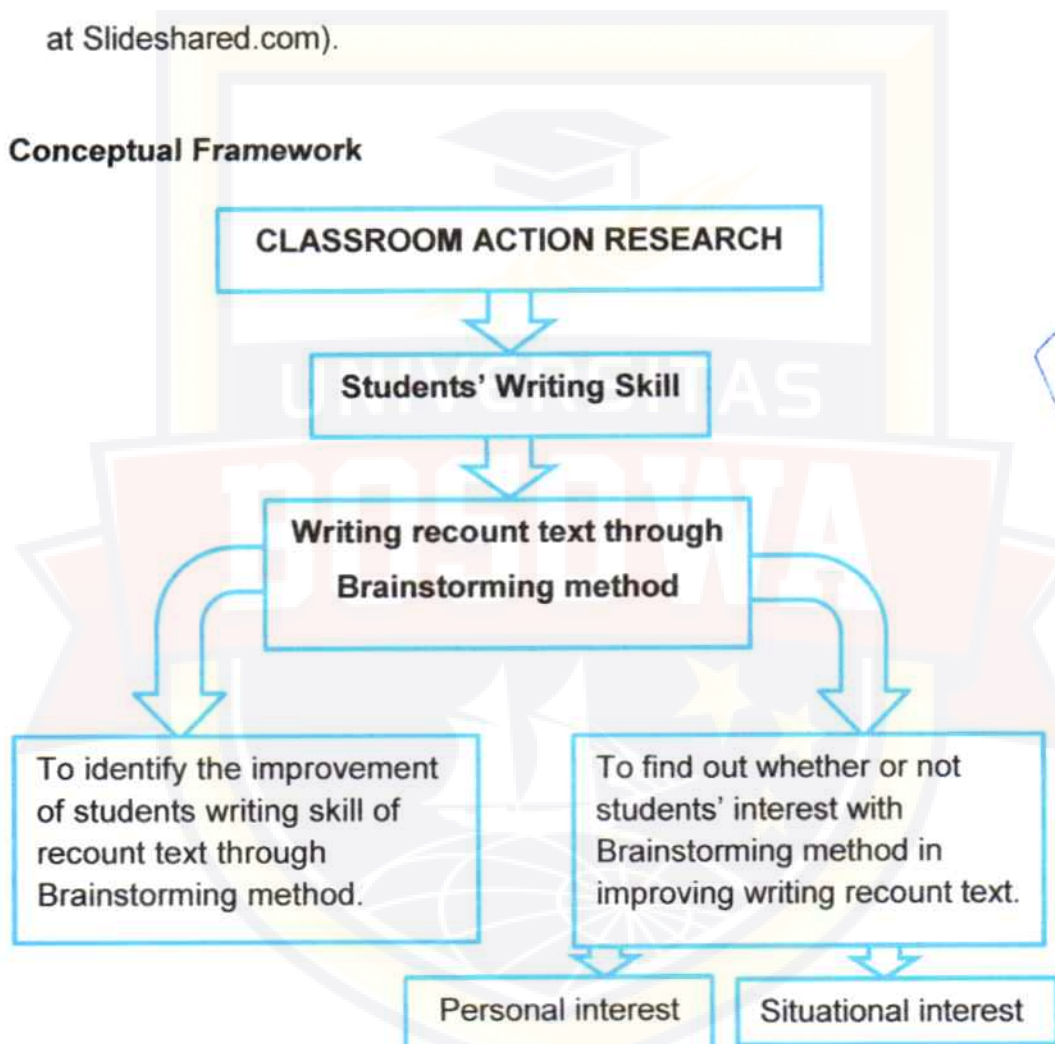 at Slideshared.com).
Conceptual Framework
CLASSROOM ACTION RESEARCH
Students' Writing Skill
Writing recount text through
Brainstorming method
To identify the improvement
of students writing skill of
recount text through
Brainstorming method.
To find out whether or not
students' interest with
Brainstorming method in
improving writing recount text.
Personal interest
Situational interest
UNIVERSITAS
BOSOWA